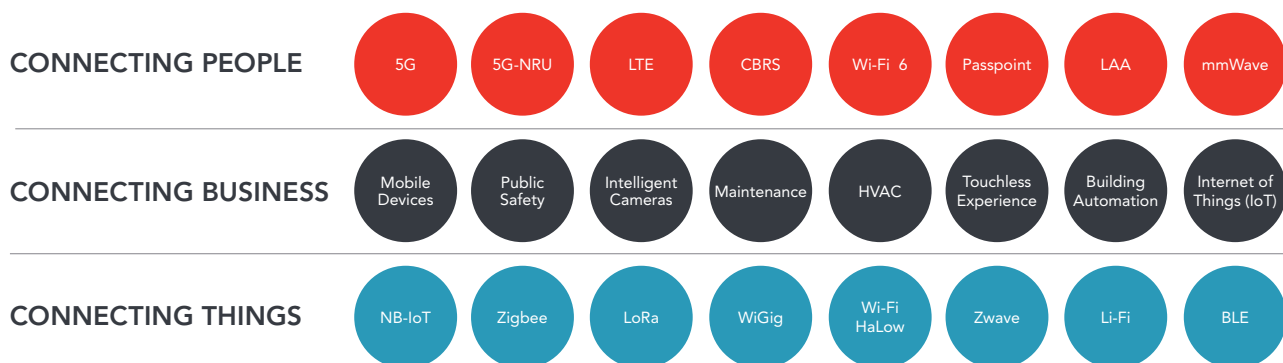 CONNECTING PEOPLE
5G
5G-NRU
LTE
CBRS
Wi-Fi 6
Passpoint
LAA
mmWave
CONNECTING BUSINESS
Mobile
Devices
Public
Safety
Intelligent
Cameras
Maintenance
HVAC
Touchless
Experience
Building
Automation
Internet of
Things (IoT)
CONNECTING THINGS
NB-IoT
Zigbee
LoRa
WiGig
Wi-Fi
HaLow
Zwave
Li-Fi
BLE